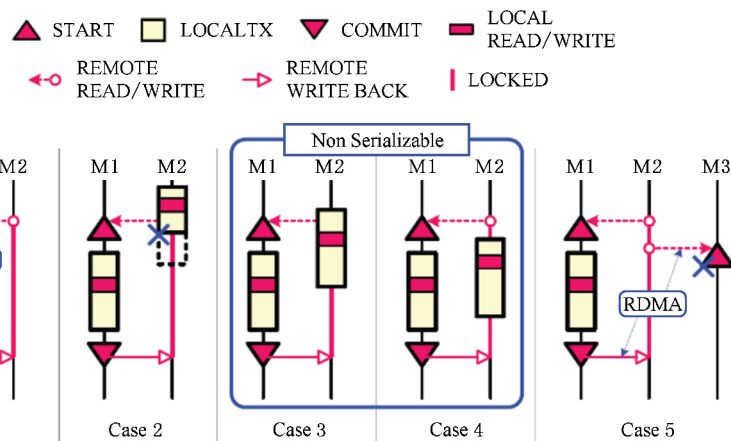 START LOCALTX COMMIT LOCAL
READ/WRITE
REMOTE
READ/WRITE
REMOTE
WRITE BACK
LOCKED
Non Serializable
M2 M1 M2 M1 M2 M1 M2 M1 M2 M3
RDMA
Case 2 Case 3 Case 4 Case 5